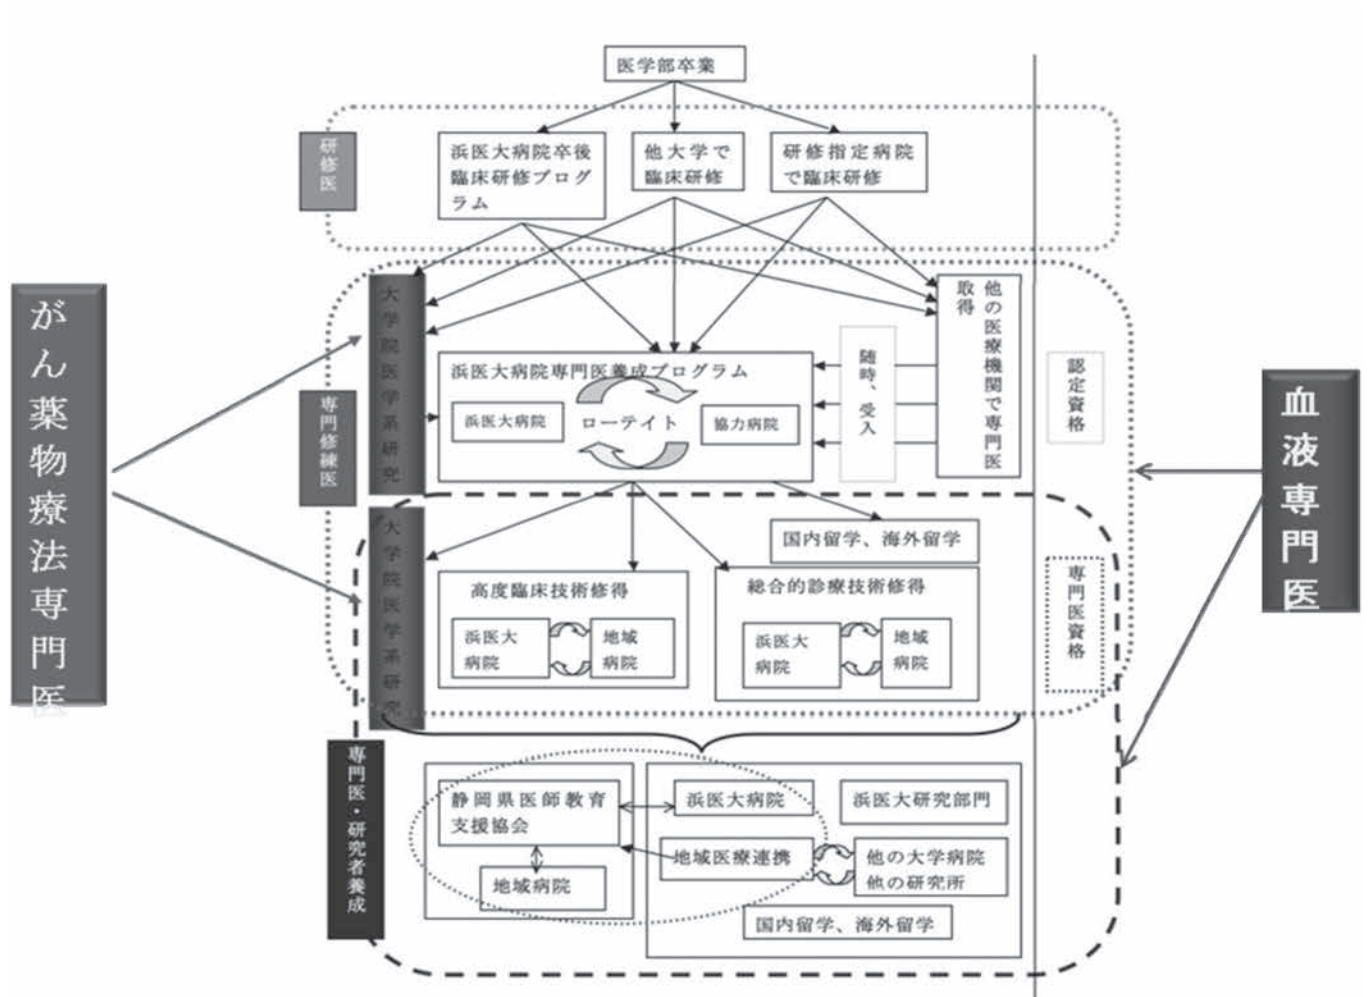 医学部卒業
研修医
浜医大病院卒後
臨床研修プログ
ラム
他大学で
臨床研修
研修指定病院
で臨床研修
がん薬物療法専門医
大学院医学系研究
他の医療機関で専門医
取得
随時、受入
認定資格
血液専門医
専門修練医
浜医大病院専門医養成プログラム
浜医大病院
ローテイト
協力病院
大学院医学系研究
国内留学、海外留学
高度臨床技術修得
浜医大
病院
地域
病院
総合的診療技術修得
浜医大
病院
地域
病院
専門医資格
専門医・研究者養成
静岡県医師教育
支援協会
地域病院
浜医大病院
浜医大研究部門
地域医療連携
他の大学病院
他の研究所
国内留学、海外留学